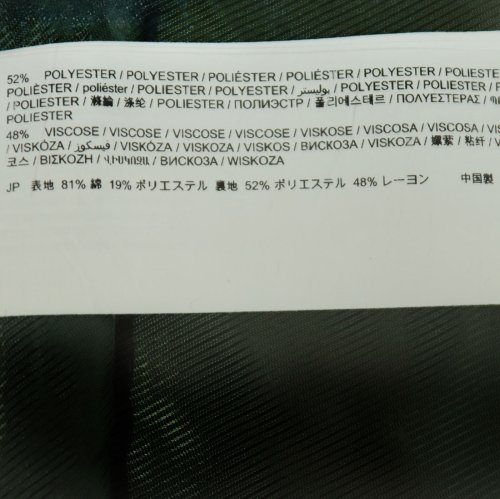 52% POLYESTER / POLYESTER / POLIÉSTER / POLYESTER / POLYESTER / POLIESTE
POLIÈSTER / poliéster / POLIESTER / POLYESTER / بوليستر / POLYESTER / POLIESTER
/ POLIESTER / 滌綸 / 涤纶 / POLIESTER / ПОЛИЭСТР / 폴리에스테르 / ΠΟΛΥΕΣΤΕΡΑΣ /
POLIESTER
48% VISCOSE / VISCOSE / VISCOSE / VISCOSE / VISKOSE / VISCOSA / VISCOSA / VI
/ VISKÓZA / فيسكوز / VISKÓZA / VISKOZA / VISKOS / ВИСКОЗА / VISKOZA / 嫘縈 / 粘纤 / V
코스 / ΒΙΣΚΟΖΗ / ՎԻՍԿՈԶԱ / ВИСКОЗА / WISKOZA
JP 表地 81% 綿 19% ポリエステル 裏地 52% ポリエステル 48% レーヨン 中国製